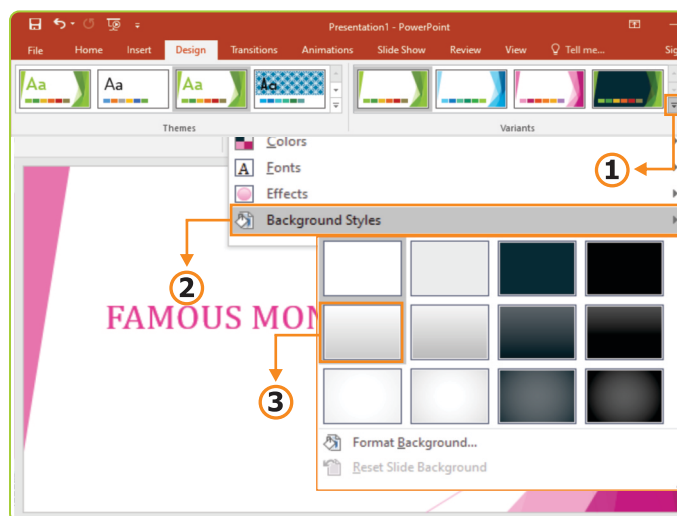 Presentation1 - PowerPoint
File Home Insert Design Transitions Animations Slide Show Review View Tell me...
Aa Aa Aa Aa
Themes Variants
Colors
Fonts
Effects
Background Styles
1
2
3
FAMOUS MON
Format Background...
Reset Slide Background